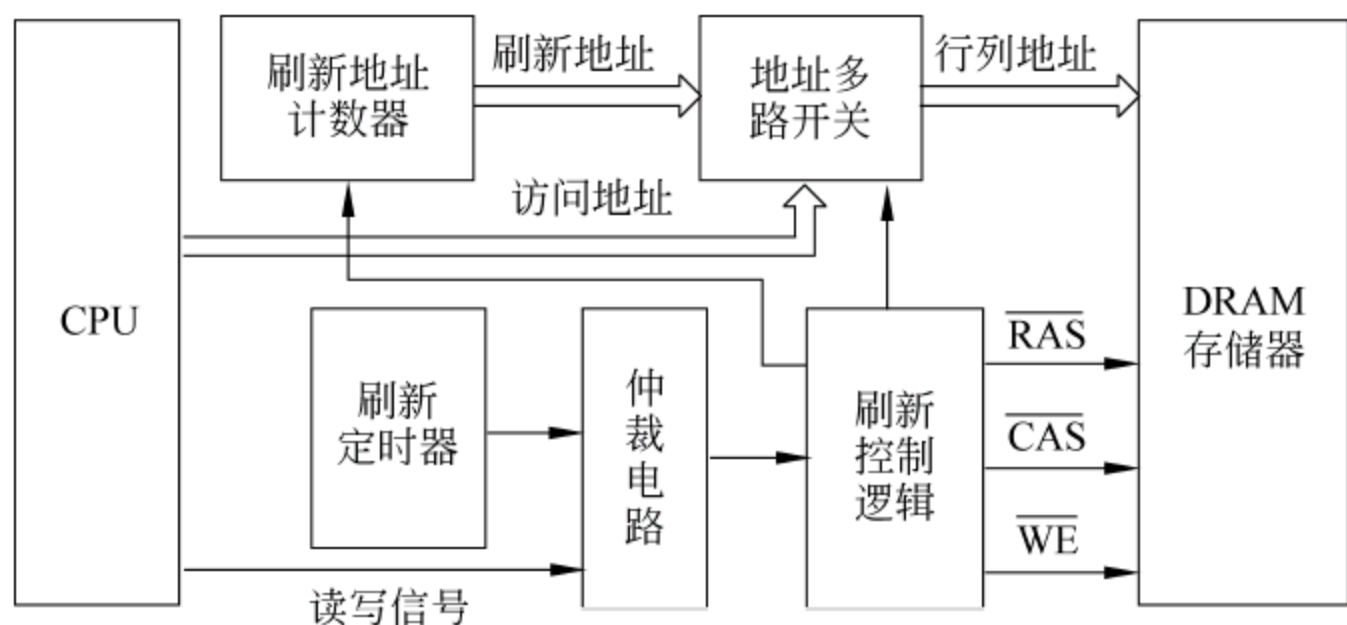 CPU
刷新地址
计数器
刷新地址
地址多
路开关
行列地址
DRAM
存储器
访问地址
刷新
定时器
仲
裁
电
路
刷新
控制
逻辑
RAS
CAS
WE
读写信号